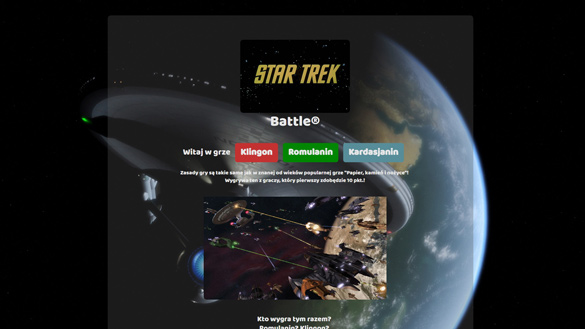 STAR TREK
Battle®
Witaj w grze Klingon Romulanin Kardasjanin
Zasady gry są takie same jak w znanej od wieków popularnej grze "Papier, kamień i nożyce"!
Wygrywa ten z graczy, który pierwszy zdobędzie 10 pkt.!
Kto wygra tym razem?
Romulanin? Klingon?